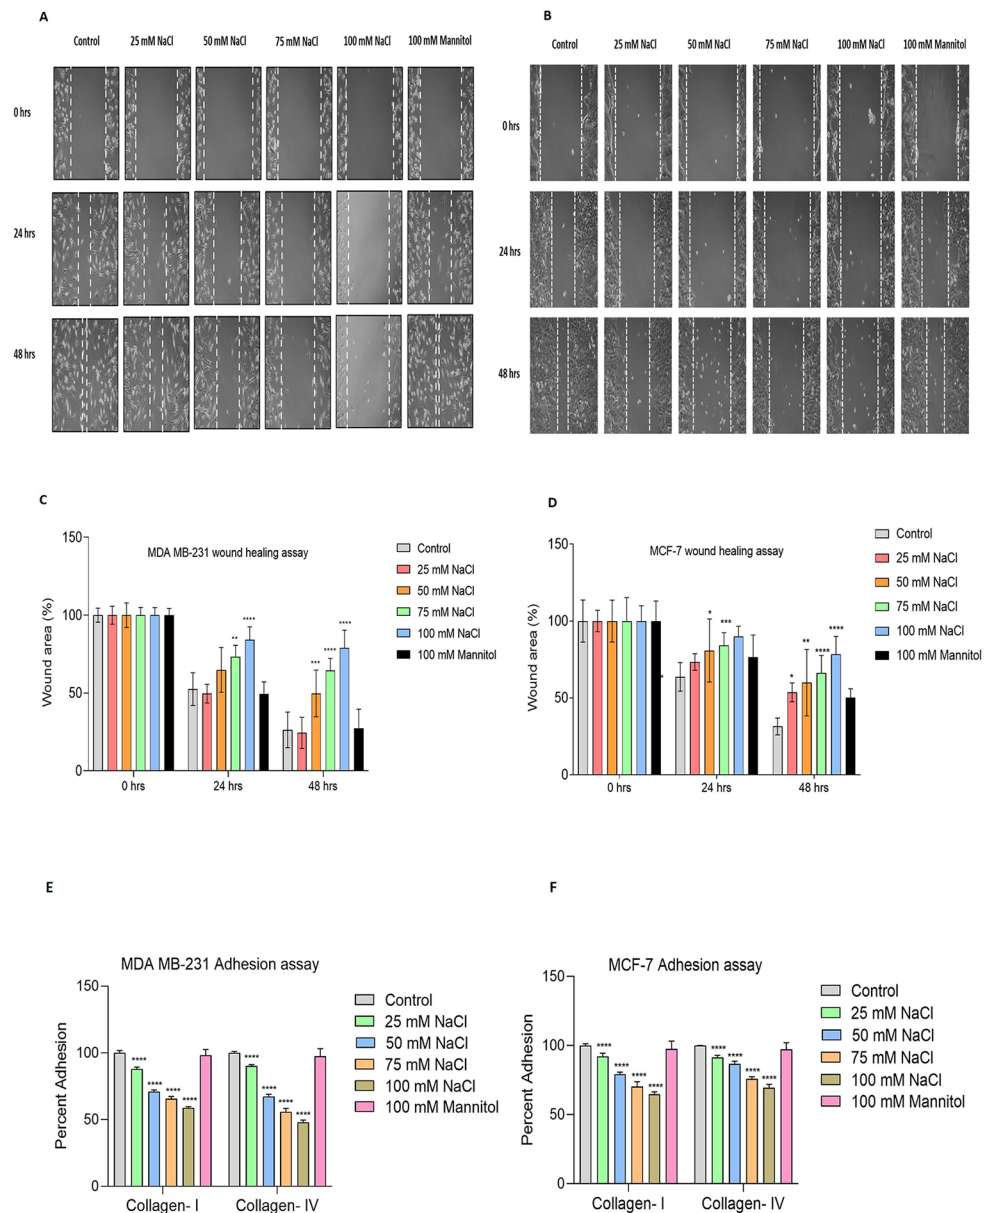 A
Control 25 mM NaCl 50 mM NaCl 75 mM NaCl 100 mM NaCl 100 mM Mannitol
0 hrs
24 hrs
48 hrs
B
Control 25 mM NaCl 50 mM NaCl 75 mM NaCl 100 mM NaCl 100 mM Mannitol
0 hrs
24 hrs
48 hrs
C
MDA MB-231 wound healing assay
Wound area (%)
150
100
50
0
** **** *** **** ****
0 hrs 24 hrs 48 hrs
Control
25 mM NaCl
50 mM NaCl
75 mM NaCl
100 mM NaCl
100 mM Mannitol
D
MCF-7 wound healing assay
Wound area (%)
150
100
50
0
* * *** * ** **** ****
0 hrs 24 hrs 48 hrs
Control
25 mM NaCl
50 mM NaCl
75 mM NaCl
100 mM NaCl
100 mM Mannitol
E
MDA MB-231 Adhesion assay
Percent Adhesion
150
100
50
0
**** **** **** **** **** **** **** ****
Collagen- I Collagen- IV
Control
25 mM NaCl
50 mM NaCl
75 mM NaCl
100 mM NaCl
100 mM Mannitol
F
MCF-7 Adhesion assay
Percent Adhesion
150
100
50
0
**** **** **** **** **** **** **** ****
Collagen- I Collagen- IV
Control
25 mM NaCl
50 mM NaCl
75 mM NaCl
100 mM NaCl
100 mM Mannitol